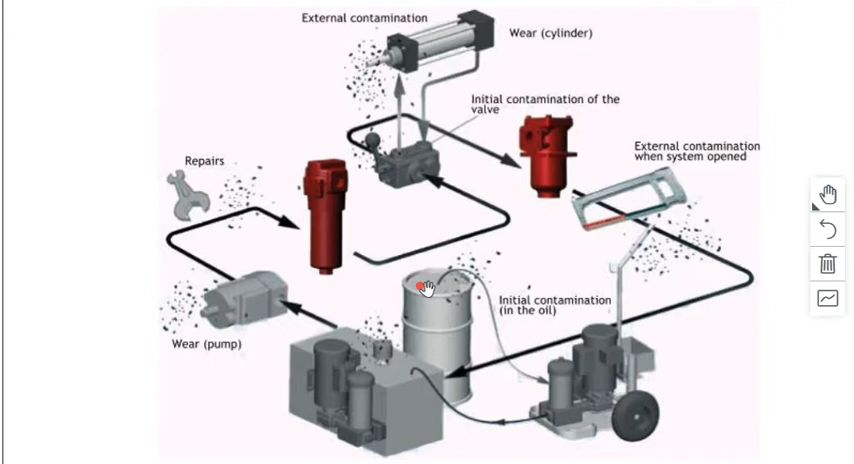 External contamination
Wear (cylinder)
Initial contamination of the
valve
External contamination
when system opened
Repairs
Initial contamination
(in the oil)
Wear (pump)